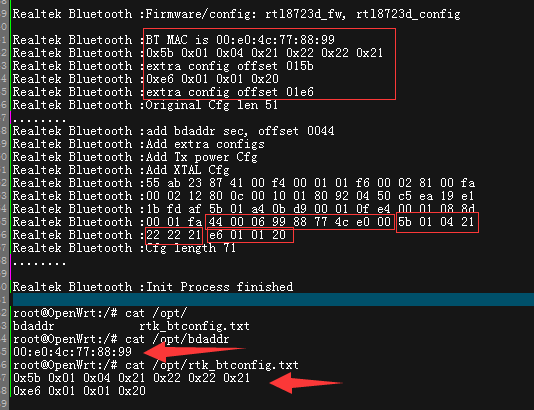 Realtek Bluetooth :Firmware/config: rtl8723d_fw, rtl8723d_config
Realtek Bluetooth :BT MAC is 00:e0:4c:77:88:99
Realtek Bluetooth :0x5b 0x01 0x04 0x21 0x22 0x22 0x21
Realtek Bluetooth :extra config offset 015b
Realtek Bluetooth :0xe6 0x01 0x01 0x20
Realtek Bluetooth :extra config offset 01e6
Realtek Bluetooth :Original Cfg len 51
........
Realtek Bluetooth :add bdaddr sec, offset 0044
Realtek Bluetooth :Add extra configs
Realtek Bluetooth :Add Tx power Cfg
Realtek Bluetooth :Add XTAL Cfg
Realtek Bluetooth :55 ab 23 87 41 00 f4 00 01 01 f6 00 02 81 00 fa
Realtek Bluetooth :00 02 12 80 0c 00 10 01 80 92 04 50 c5 ea 19 e1
Realtek Bluetooth :1b fd af 5b 01 a4 0b d9 00 01 0f e4 00 01 08 8d
Realtek Bluetooth :00 01 fa 44 00 06 99 88 77 4c e0 00 5b 01 04 21
Realtek Bluetooth :22 22 21 e6 01 01 20
Realtek Bluetooth :Cfg length 71
........
Realtek Bluetooth :Init Process finished
root@OpenWrt:/# cat /opt/
bdaddr rtk_btconfig.txt
root@OpenWrt:/# cat /opt/bdaddr
00:e0:4c:77:88:99
root@OpenWrt:/# cat /opt/rtk_btconfig.txt
0x5b 0x01 0x04 0x21 0x22 0x22 0x21
0xe6 0x01 0x01 0x20